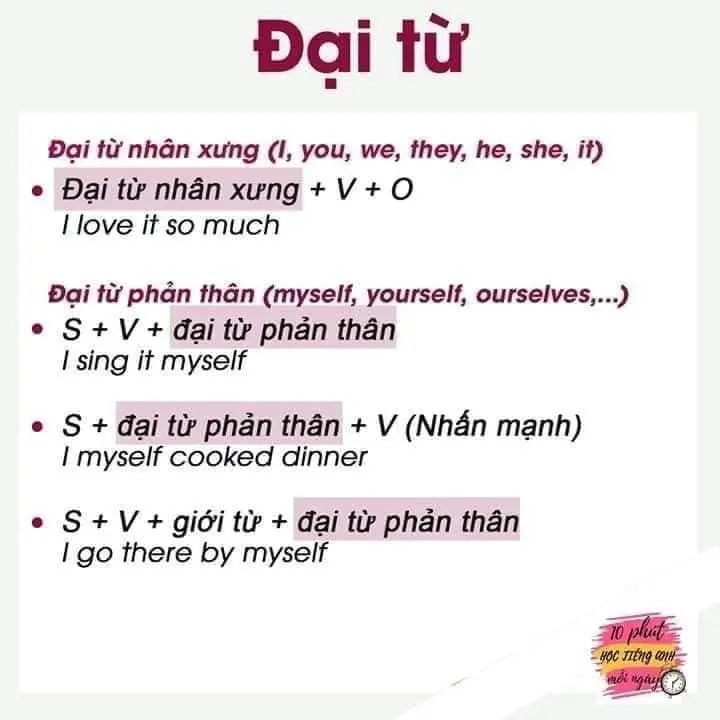 Đại từ
Đại từ nhân xưng (I, you, we, they, he, she, it)
• Đại từ nhân xưng + V + O
I love it so much
Đại từ phản thân (myself, yourself, ourselves,...)
• S + V + đại từ phản thân
I sing it myself
• S + đại từ phản thân + V (Nhấn mạnh)
I myself cooked dinner
• S + V + giới từ + đại từ phản thân
I go there by myself
10 phút
HỌC TIẾNG ANH
mỗi ngày